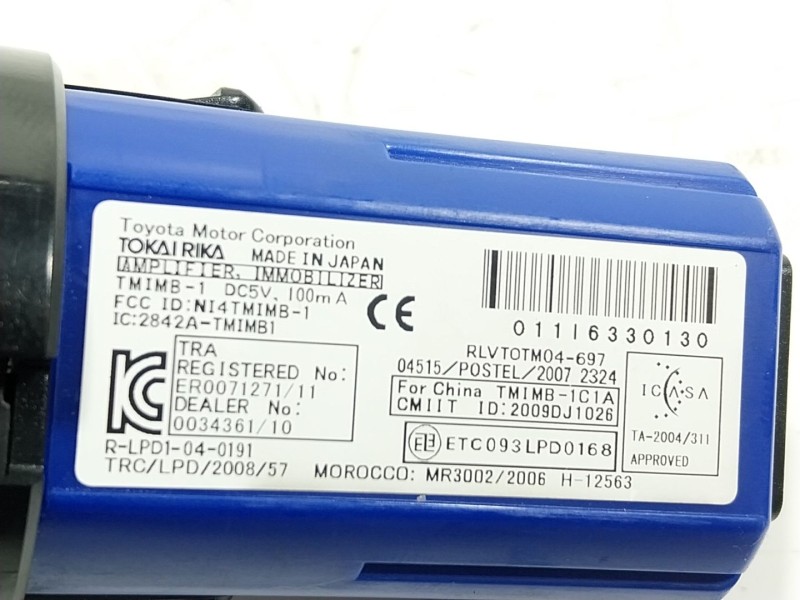 Toyota Motor Corporation
TOKAI RIKA MADE IN JAPAN
AMPLIFIER, IMMOBILIZER
TMIMB-1 DC5V, 100mA
FCC ID:NI4TMIMB-1
IC:2842A-TMIMB1
CE
011I6330130
RLVTOTM04-697
04515/POSTEL/2007 2324
For China TMIMB-1C1A
CMIIT ID:2009DJ1026
ICASA
TA-2004/311
APPROVED
KC
TRA
REGISTERED No:
ER0071271/11
DEALER No:
0034361/10
ETC093LPD0168
R-LPD1-04-0191
TRC/LPD/2008/57 MOROCCO: MR3002/2006 H-12563